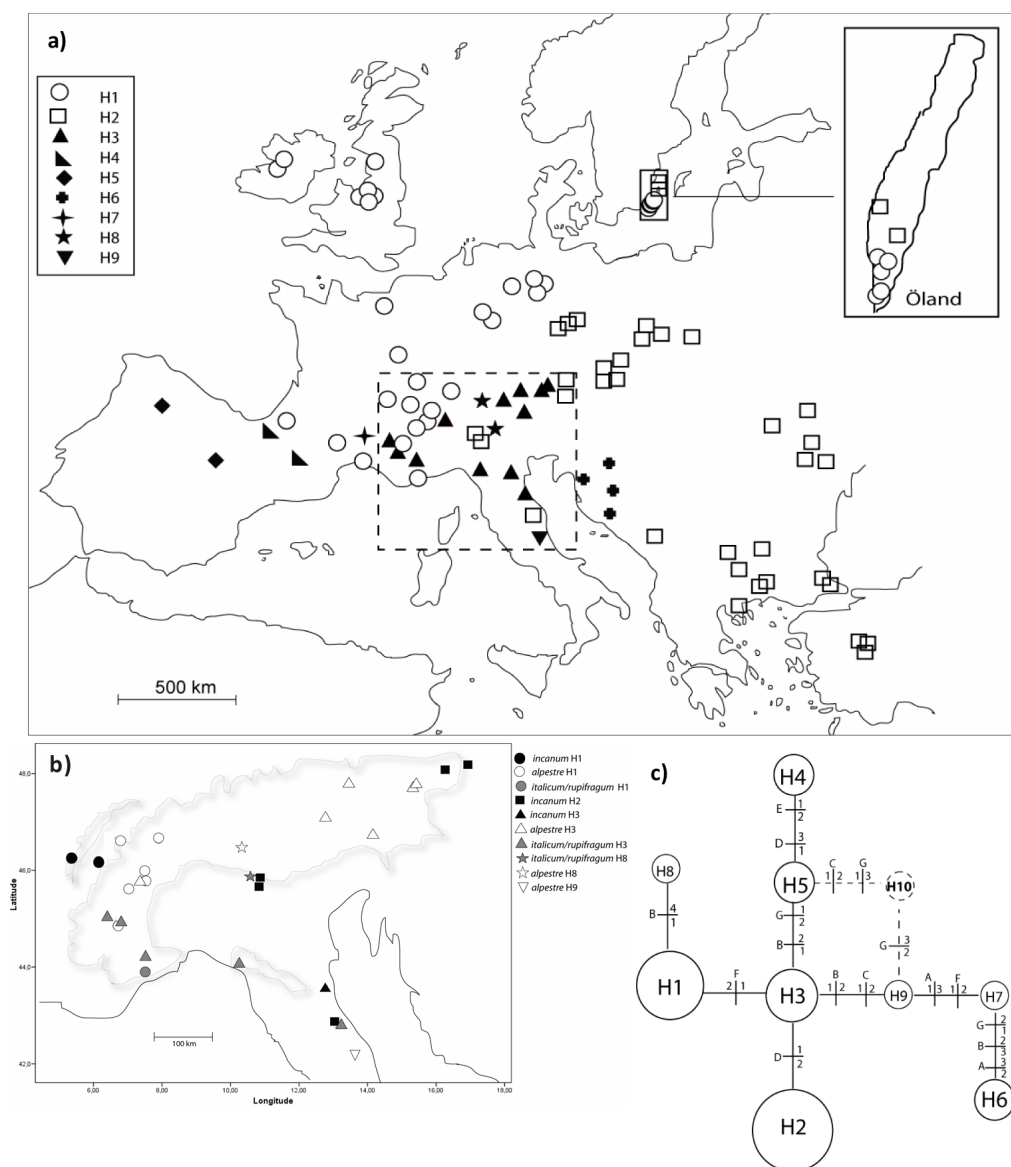 a)
H1
H2
H3
H4
H5
H6
H7
H8
H9
Öland
500 km
b)
48,0
46,0
44,0
42,0
Latitude
6,00 8,00 10,00 12,00 14,00 16,00 18,00
Longitude
100 km
incanum H1
alpestre H1
italicum/rupifragum H1
incanum H2
incanum H3
alpestre H3
italicum/rupifragum H3
italicum/rupifragum H8
alpestre H8
alpestre H9
c)
H4
E 1 2
D 3 1
H8
H5
C 1 2
G 1 3
H10
B 4 1
G 1 2
B 2 1
G 3 2
H1
F 2 1
H3
B 1 2
C 1 2
H9
A 1 3
F 1 2
H7
D 1 2
G 2 1
B 2 3
A 3 2
H2
H6